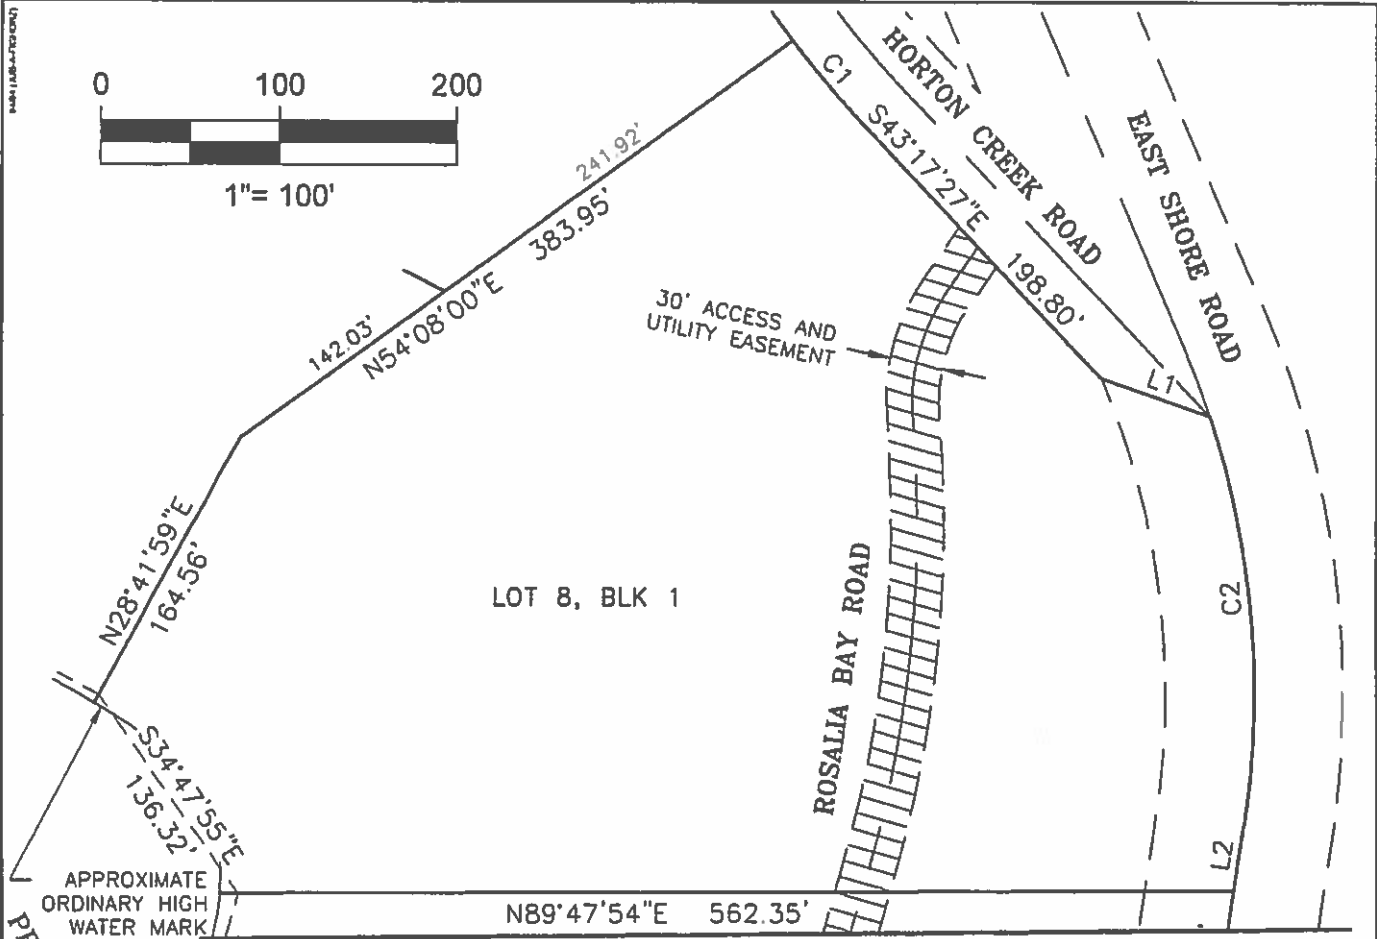 0 100 200
1"= 100'
C1
HORTON CREEK ROAD
EAST SHORE ROAD
S43°17'27"E 198.80'
241.92'
N54°08'00"E 383.95'
142.03'
30' ACCESS AND
UTILITY EASEMENT
L1
N28°41'59"E
164.56'
LOT 8, BLK 1
ROSALIA BAY ROAD
C2
S34°47'55"E
136.32'
L2
APPROXIMATE
ORDINARY HIGH
WATER MARK
N89°47'54"E 562.35'